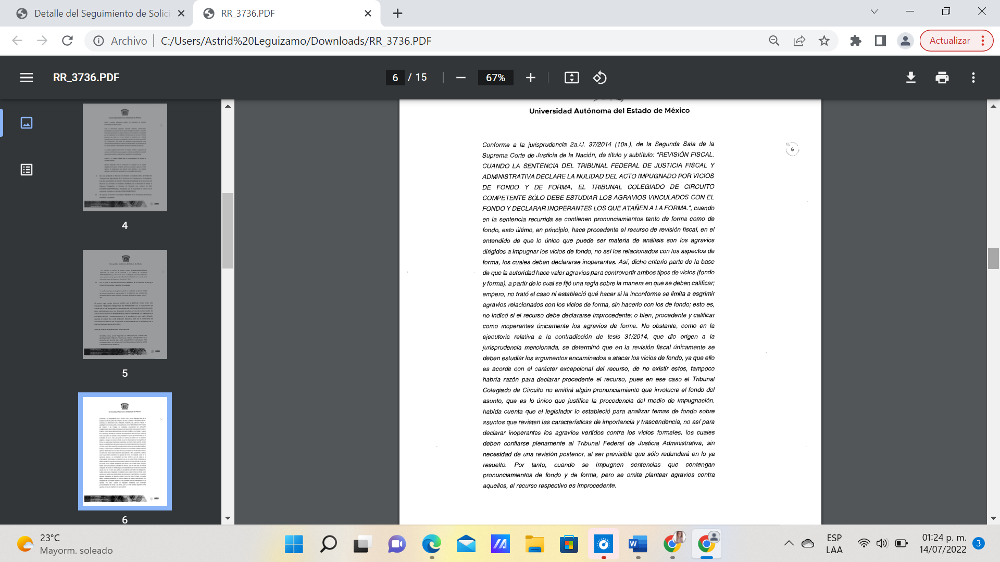 Detalle del Seguimiento de Solici
RR_3736.PDF
Archivo
C:/Users/Astrid%20Leguizamo/Downloads/RR_3736.PDF
Actualizar
RR_3736.PDF
6 / 15
67%
4
5
6
Universidad Autónoma del Estado de México
6
Conforme a la jurisprudencia 2a./J. 37/2014 (10a.), de la Segunda Sala de la
Suprema Corte de Justicia de la Nación, de título y subtítulo: "REVISIÓN FISCAL.
CUANDO LA SENTENCIA DEL TRIBUNAL FEDERAL DE JUSTICIA FISCAL Y
ADMINISTRATIVA DECLARE LA NULIDAD DEL ACTO IMPUGNADO POR VICIOS
DE FONDO Y DE FORMA, EL TRIBUNAL COLEGIADO DE CIRCUITO
COMPETENTE SÓLO DEBE ESTUDIAR LOS AGRAVIOS VINCULADOS CON EL
FONDO Y DECLARAR INOPERANTES LOS QUE ATAÑEN A LA FORMA.", cuando
en la sentencia recurrida se contienen pronunciamientos tanto de forma como de
fondo, esto último, en principio, hace procedente el recurso de revisión fiscal, en el
entendido de que lo único que puede ser materia de análisis son los agravios
dirigidos a impugnar los vicios de fondo, no así los relacionados con los aspectos de
forma, los cuales deben declararse inoperantes. Así, dicho criterio parte de la base
de que la autoridad hace valer agravios para controvertir ambos tipos de vicios (fondo
y forma), a partir de lo cual se fijó una regla sobre la manera en que se deben calificar;
empero, no trató el caso ni estableció qué hacer si la inconforme se limita a esgrimir
agravios relacionados con los vicios de forma, sin hacerlo con los de fondo; esto es,
no indicó si el recurso debe declararse improcedente; o bien, procedente y calificar
como inoperantes únicamente los agravios de forma. No obstante, como en la
ejecutoria relativa a la contradicción de tesis 31/2014, que dio origen a la
jurisprudencia mencionada, se determinó que en la revisión fiscal únicamente se
deben estudiar los argumentos encaminados a atacar los vicios de fondo, ya que ello
es acorde con el carácter excepcional del recurso, de no existir estos, tampoco
habría razón para declarar procedente el recurso, pues en ese caso el Tribunal
Colegiado de Circuito no emitirá algún pronunciamiento que involucre el fondo del
asunto, que es lo único que justifica la procedencia del medio de impugnación,
habida cuenta que el legislador lo estableció para analizar temas de fondo sobre
asuntos que revisten las características de importancia y trascendencia, no así para
declarar inoperantes los agravios vertidos contra los vicios formales, los cuales
deben confiarse plenamente al Tribunal Federal de Justicia Administrativa, sin
necesidad de una revisión posterior, al ser previsible que sólo redundará en lo ya
resuelto. Por tanto, cuando se impugnen sentencias que contengan
pronunciamientos de fondo y de forma, pero se omita plantear agravios contra
aquellos, el recurso respectivo es improcedente.
23°C
Mayorm. soleado
ESP
LAA
01:24 p. m.
14/07/2022
3